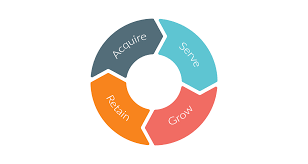 Acquire
Serve
Grow
Retain